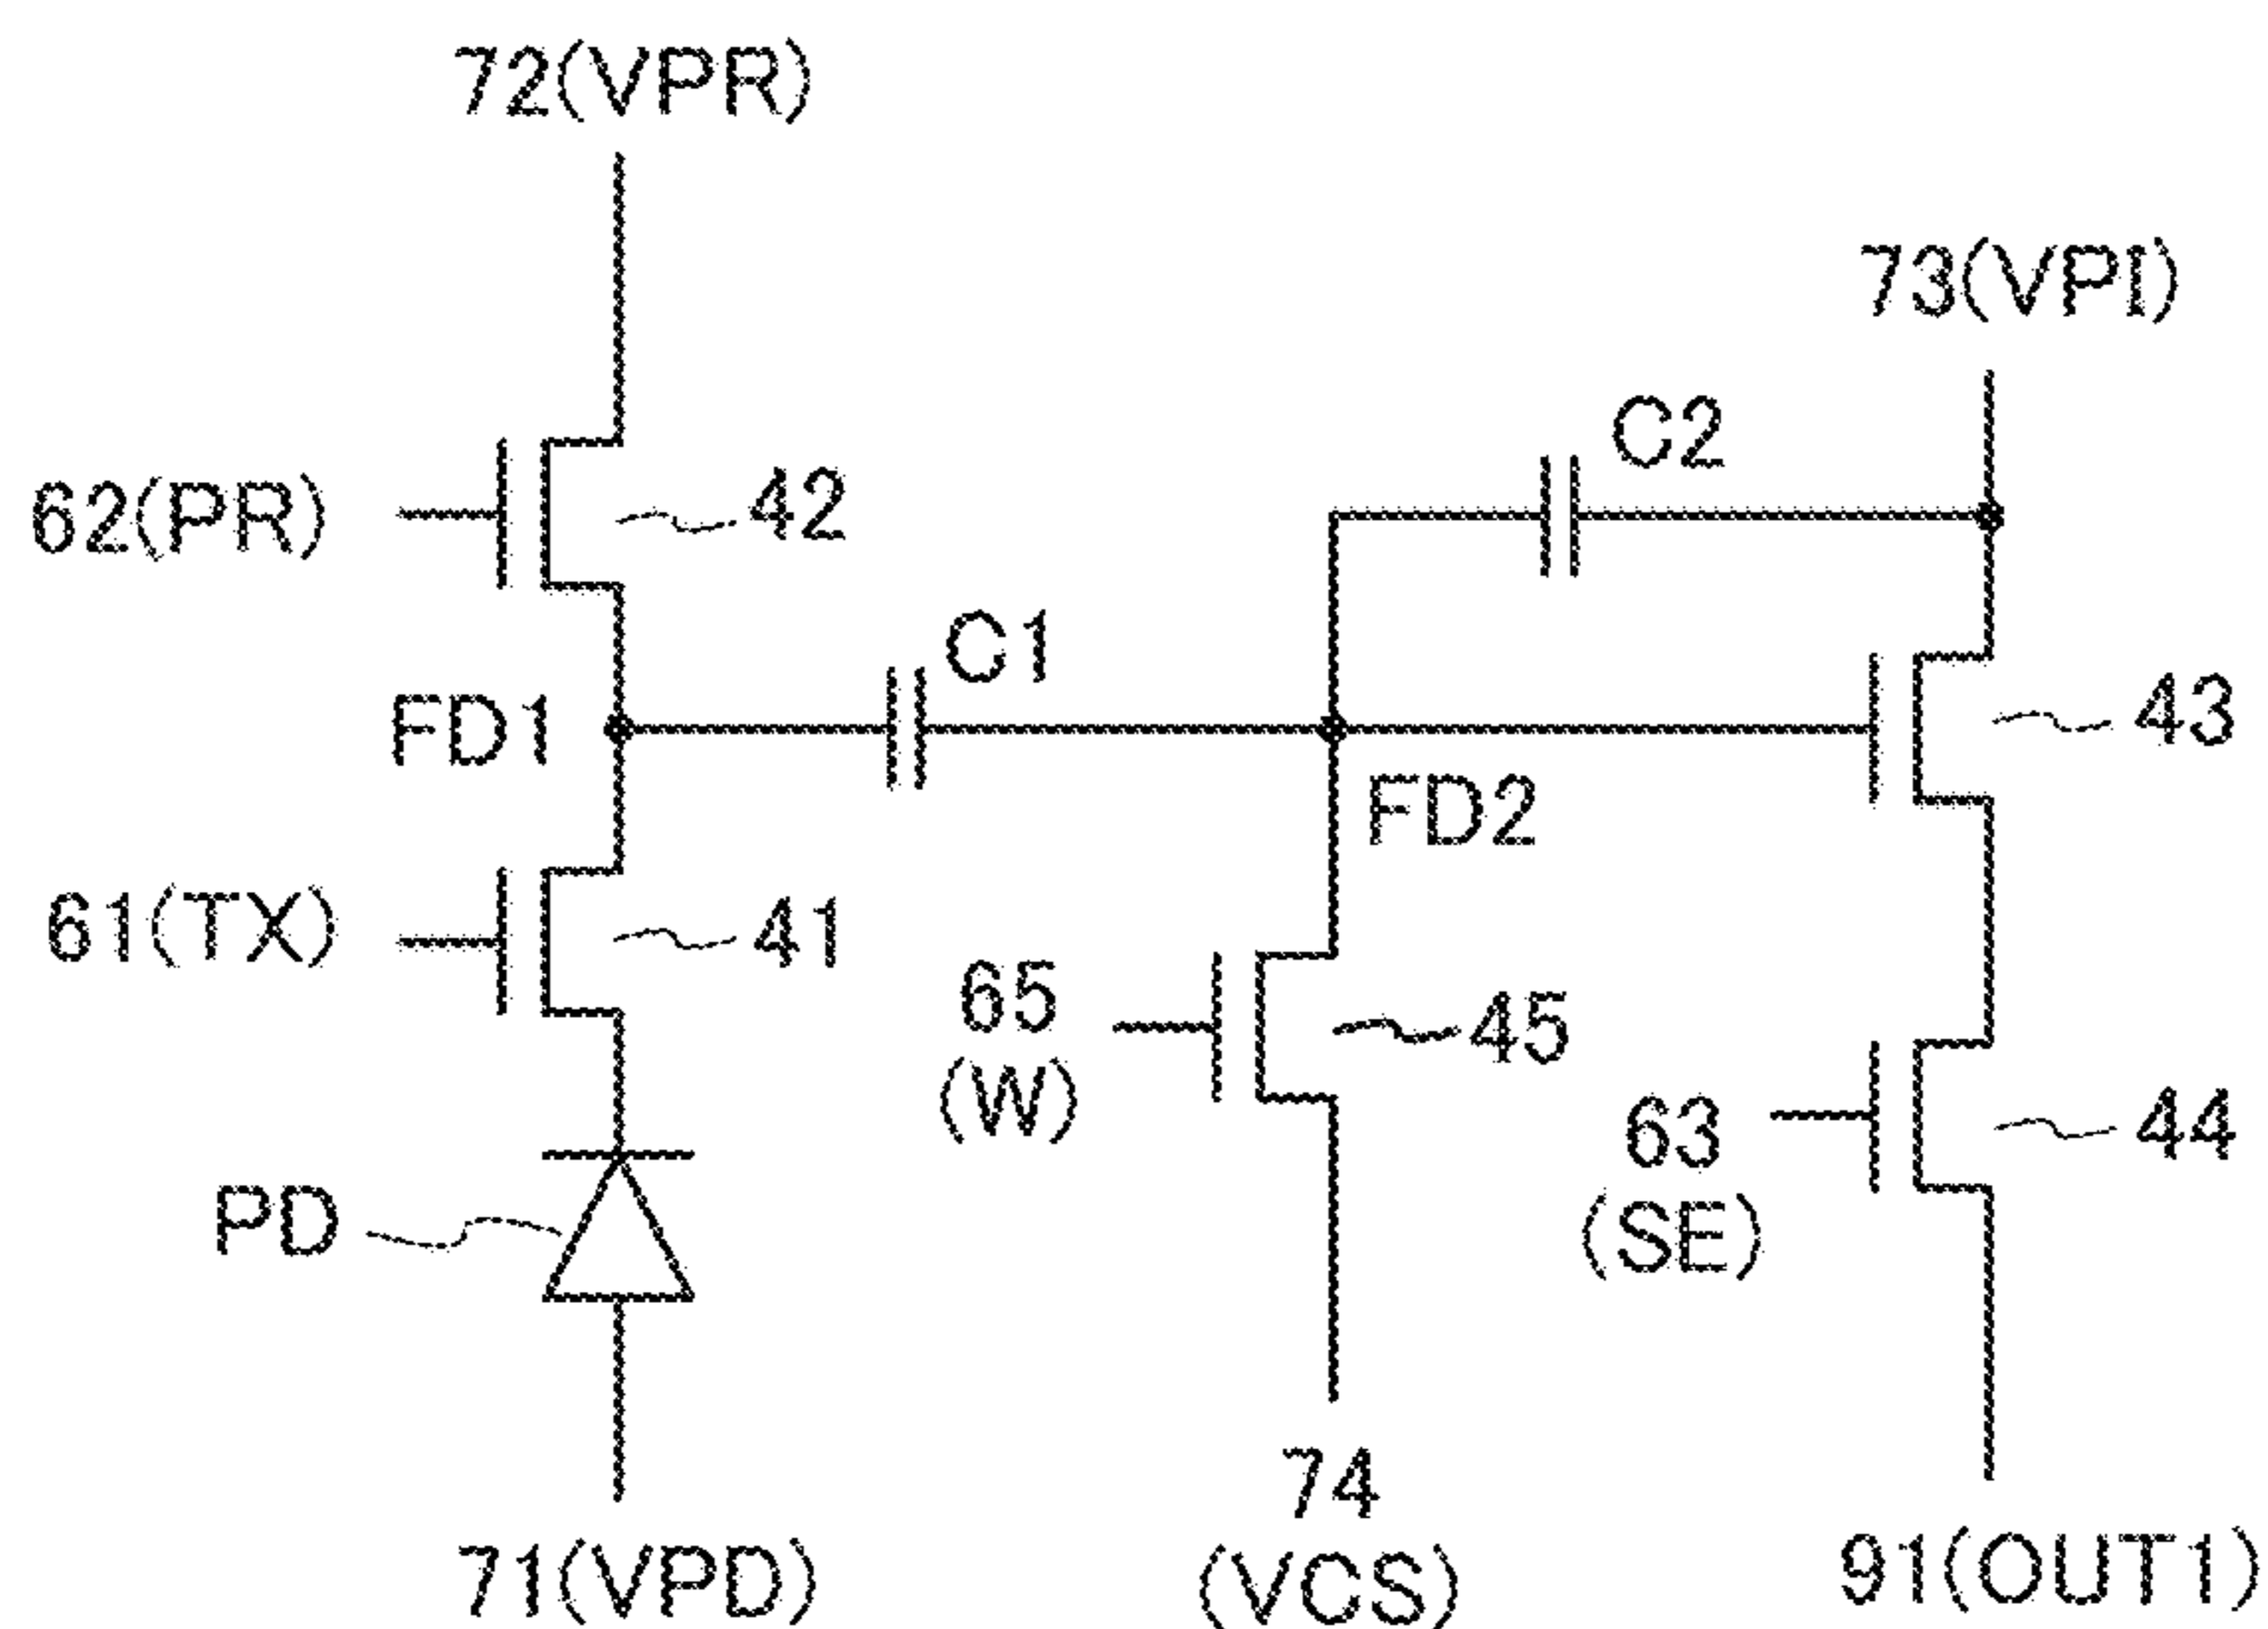 72(VPR)
73(VPI)
C2
62(PR)
42
C1
FD1
43
FD2
61(TX)
41
65
(W)
45
63
(SE)
44
PD
74
(VCS)
71(VPD)
91(OUT1)